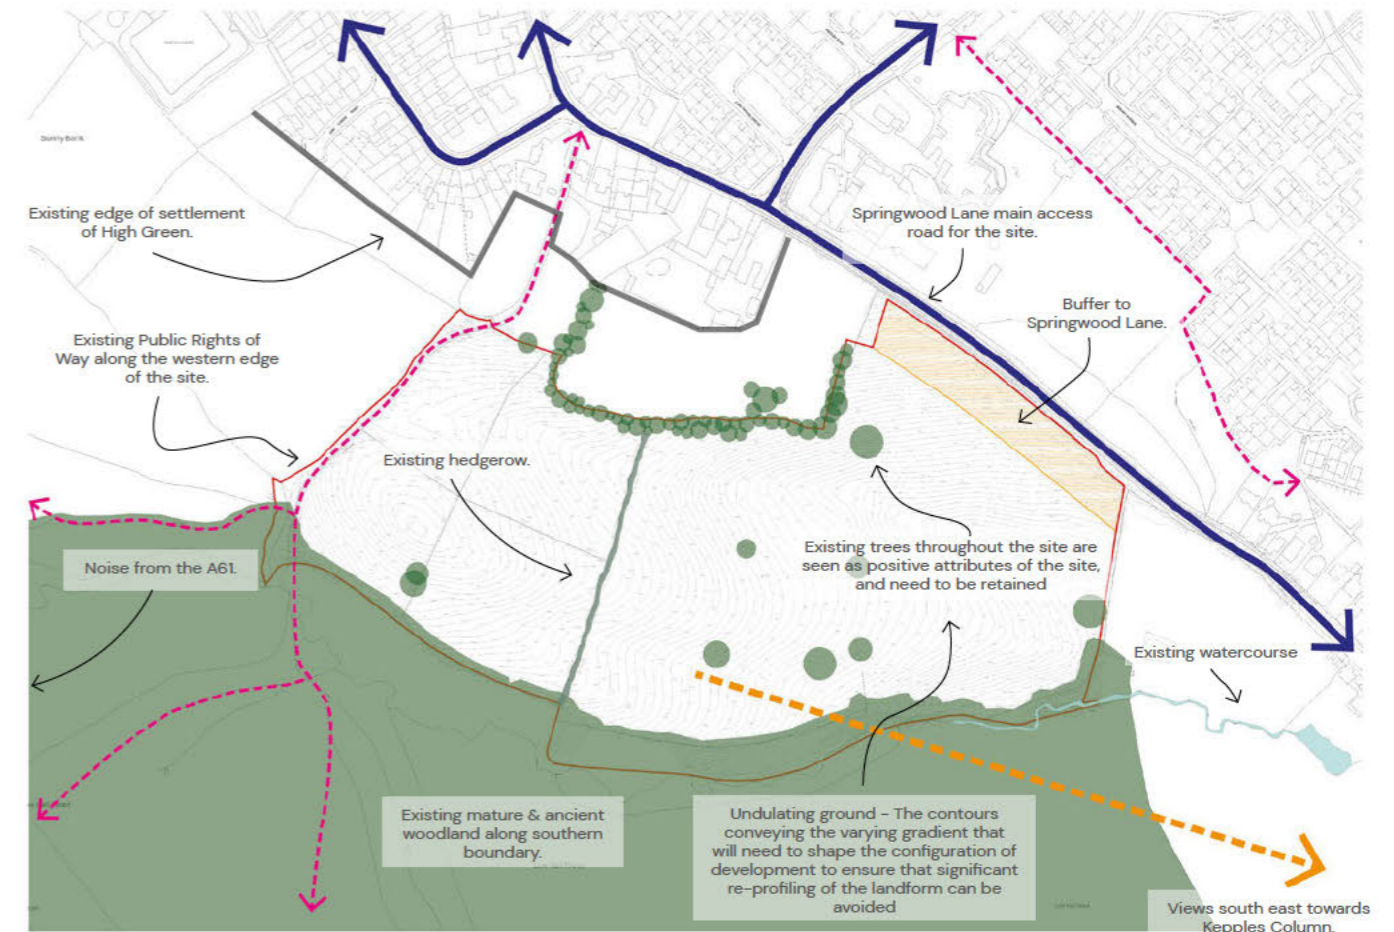 Sunny Bank
Existing edge of settlement
of High Green.
Springwood Lane main access
road for the site.
Buffer to
Springwood Lane.
Existing Public Rights of
Way along the western edge
of the site.
Existing hedgerow.
Noise from the A61.
Existing trees throughout the site are
seen as positive attributes of the site,
and need to be retained
Existing watercourse
Existing mature & ancient
woodland along southern
boundary.
Undulating ground - The contours
conveying the varying gradient that
will need to shape the configuration of
development to ensure that significant
re-profiling of the landform can be
avoided
Views south east towards
Kepples Column.